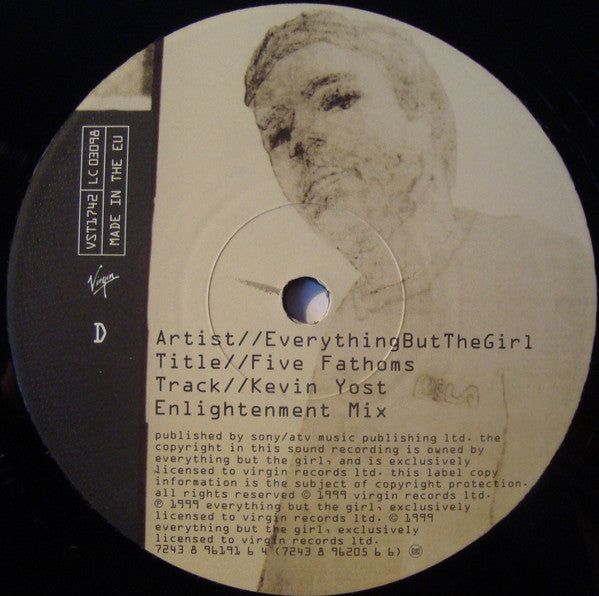 VST1742 LC 03098
MADE IN THE EU
Virgin
D
Artist//EverythingButTheGirl
Title//Five Fathoms
Track//Kevin Yost
Enlightenment Mix
published by sony/atv music publishing ltd. the
copyright in this sound recording is owned by
everything but the girl, and is exclusively
licensed to virgin records ltd. this label copy
information is the subject of copyright protection.
all rights reserved © 1999 virgin records ltd.
℗ 1999 everything but the girl, exclusively
licensed to virgin records ltd. © 1999
everything but the girl, exclusively
licensed to virgin records ltd.
7243 8 96191 6 4 (7243 8 96205 6 6)